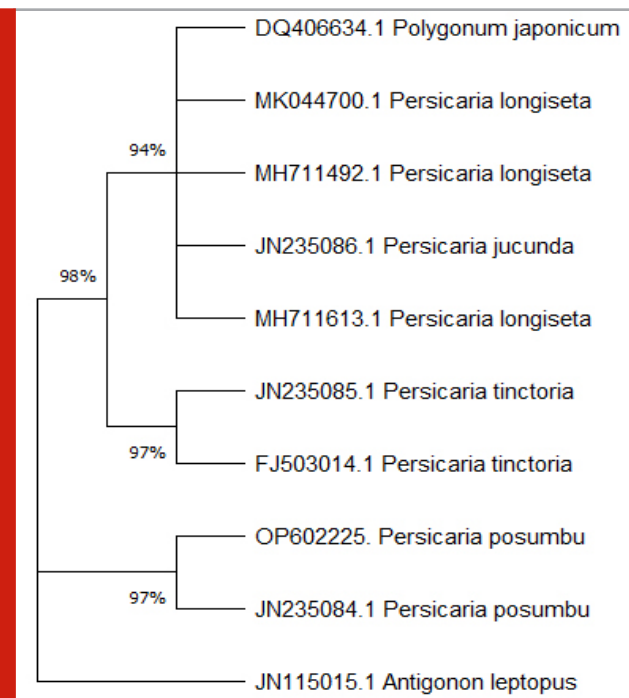 DQ406634.1 Polygonum japonicum
MK044700.1 Persicaria longiseta
94%
MH711492.1 Persicaria longiseta
JN235086.1 Persicaria jucunda
98%
MH711613.1 Persicaria longiseta
JN235085.1 Persicaria tinctoria
97%
FJ503014.1 Persicaria tinctoria
OP602225. Persicaria posumbu
97%
JN235084.1 Persicaria posumbu
JN115015.1 Antigonon leptopus